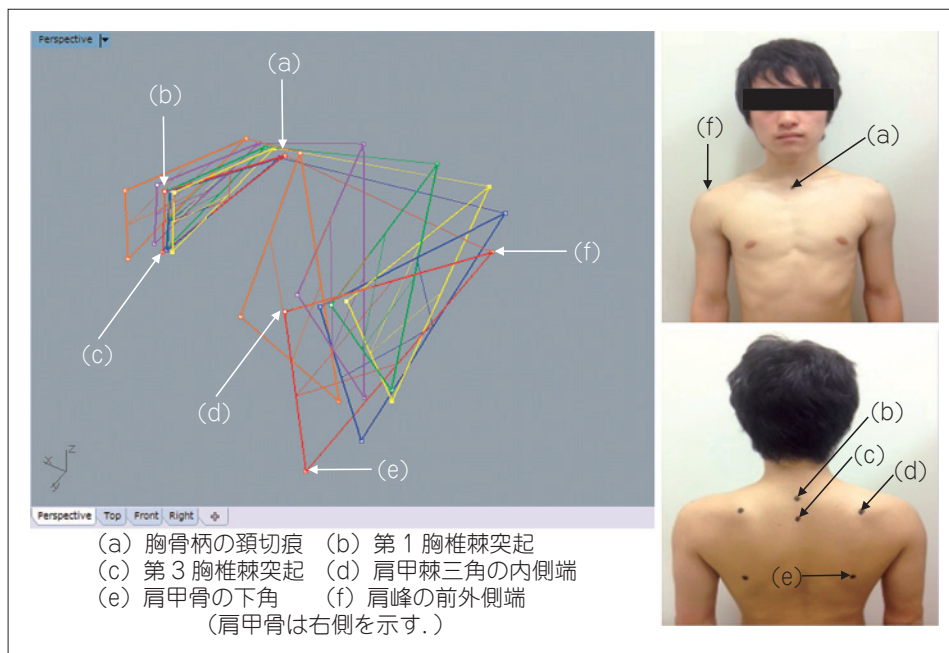 Perspective
(a)
(b)
(f)
(c)
(d)
(e)
x
y
z
Perspective Top Front Right
(f)
(a)
(b)
(c)
(d)
(e)
(a) 胸骨柄の頚切痕 (b) 第1胸椎棘突起
(c) 第3胸椎棘突起 (d) 肩甲棘三角の内側端
(e) 肩甲骨の下角 (f) 肩峰の前外側端
(肩甲骨は右側を示す.)